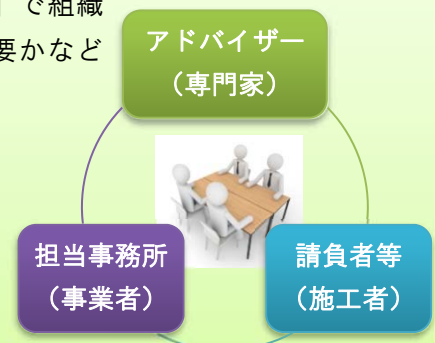 で組織
要かなど
アドバイザー
（専門家）
担当事務所
（事業者）
請負者等
（施工者）